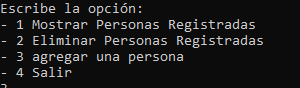 Escribe la opción:
- 1 Mostrar Personas Registradas
- 2 Eliminar Personas Registradas
- 3 agregar una persona
- 4 Salir